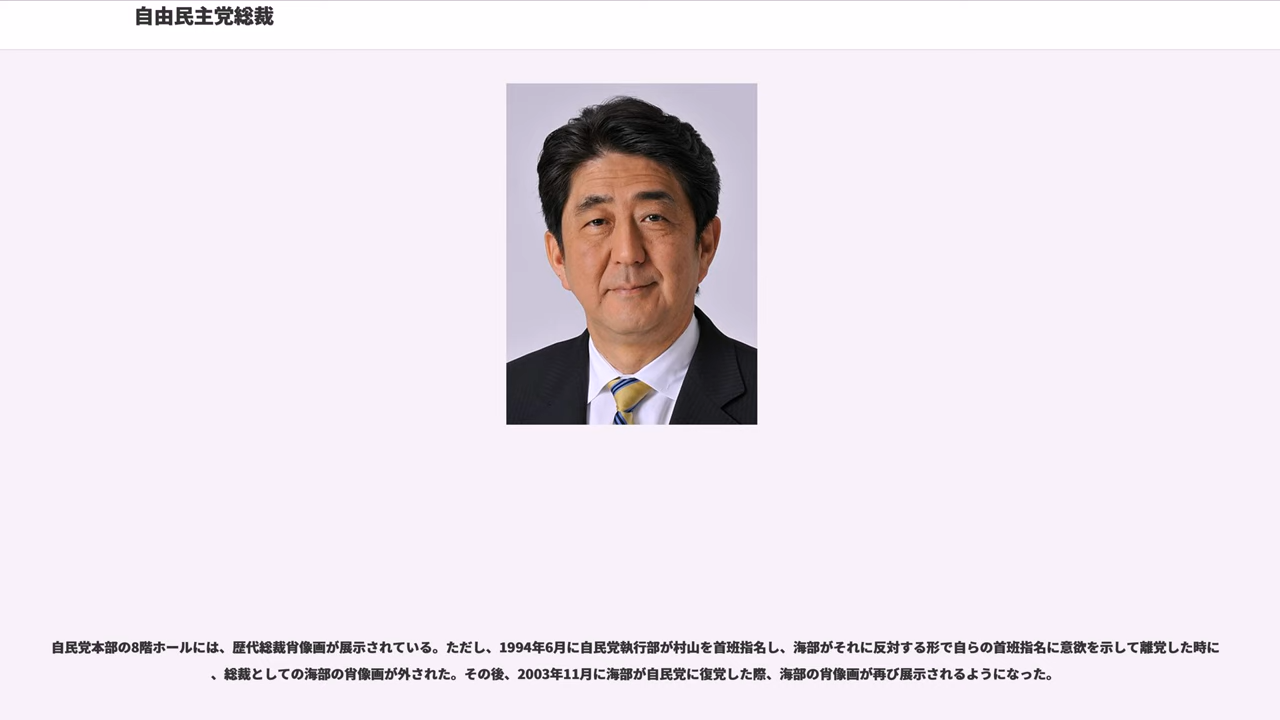 自由民主党総裁
自民党本部の8階ホールには、歴代総裁肖像画が展示されている。ただし、1994年6月に自民党執行部が村山を首班指名し、海部がそれに反対する形で自らの首班指名に意欲を示して離党した時に
、総裁としての海部の肖像画が外された。その後、2003年11月に海部が自民党に復党した際、海部の肖像画が再び展示されるようになった。